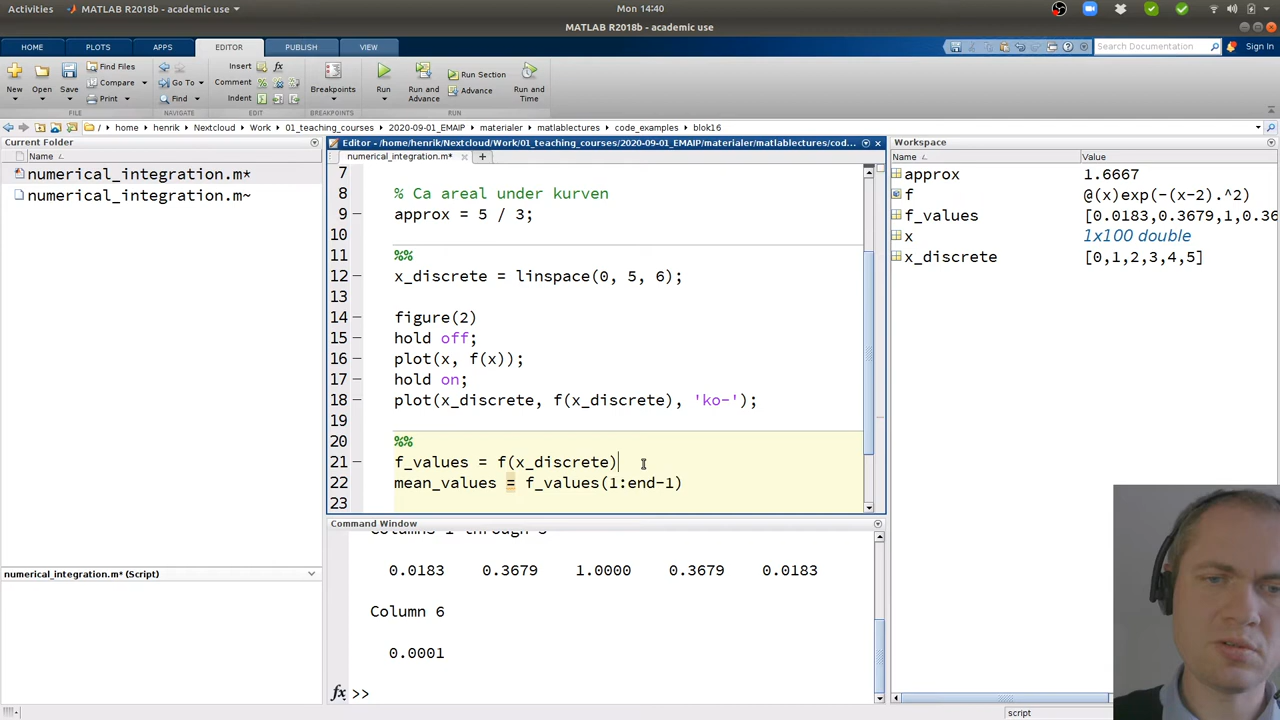 Activities
MATLAB R2018b - academic use
Mon 14:40
MATLAB R2018b - academic use
HOME
PLOTS
APPS
EDITOR
PUBLISH
VIEW
Search Documentation
Sign In
New
Open
Save
Find Files
Compare
Print
Go To
Find
Insert
fx
Comment
Indent
Breakpoints
Run
Run and
Advance
Run Section
Advance
Run and
Time
FILE
NAVIGATE
EDIT
BREAKPOINTS
RUN
/ home henrik Nextcloud Work 01_teaching_courses 2020-09-01_EMAIP materialer matlablectures code_examples blok16
Current Folder
Name
numerical_integration.m*
numerical_integration.m~
numerical_integration.m* (Script)
Editor - /home/henrik/Nextcloud/Work/01_teaching_courses/2020-09-01_EMAIP/materialer/matlablectures/cod...
numerical_integration.m*
7
8 % Ca areal under kurven
9 approx = 5 / 3;
10
11 %%
12 x_discrete = linspace(0, 5, 6);
13
14 figure(2)
15 hold off;
16 plot(x, f(x));
17 hold on;
18 plot(x_discrete, f(x_discrete), 'ko-');
19
20 %%
21 f_values = f(x_discrete)
22 mean_values = f_values(1:end-1)
23
Command Window
0.0183 0.3679 1.0000 0.3679 0.0183
Column 6
0.0001
fx >>
Workspace
Name Value
approx 1.6667
f @(x)exp(-(x-2).^2)
f_values [0.0183,0.3679,1,0.36
x 1x100 double
x_discrete [0,1,2,3,4,5]
script